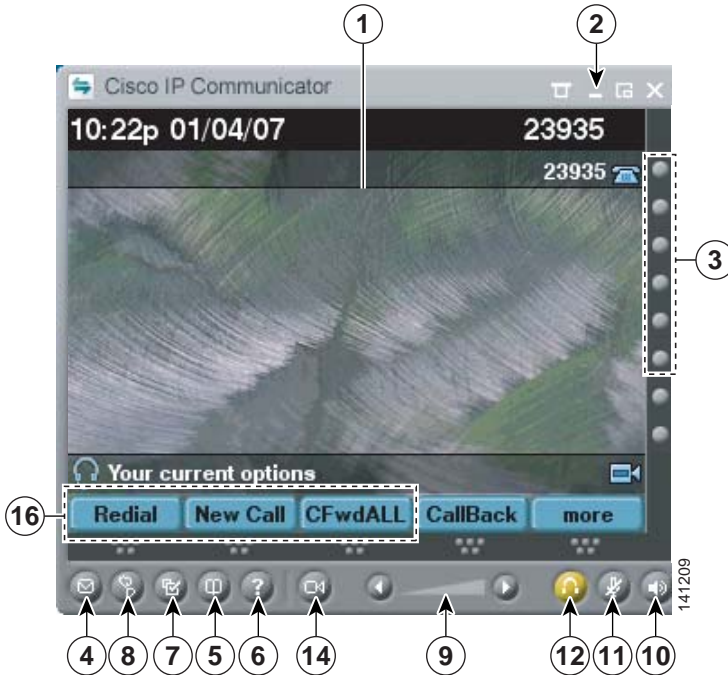 1 2
Cisco IP Communicator
10:22p 01/04/07 23935
23935
3
Your current options
16
Redial New Call CFwdALL CallBack more
?
141209
4 8 7 5 6 14 9 12 11 10